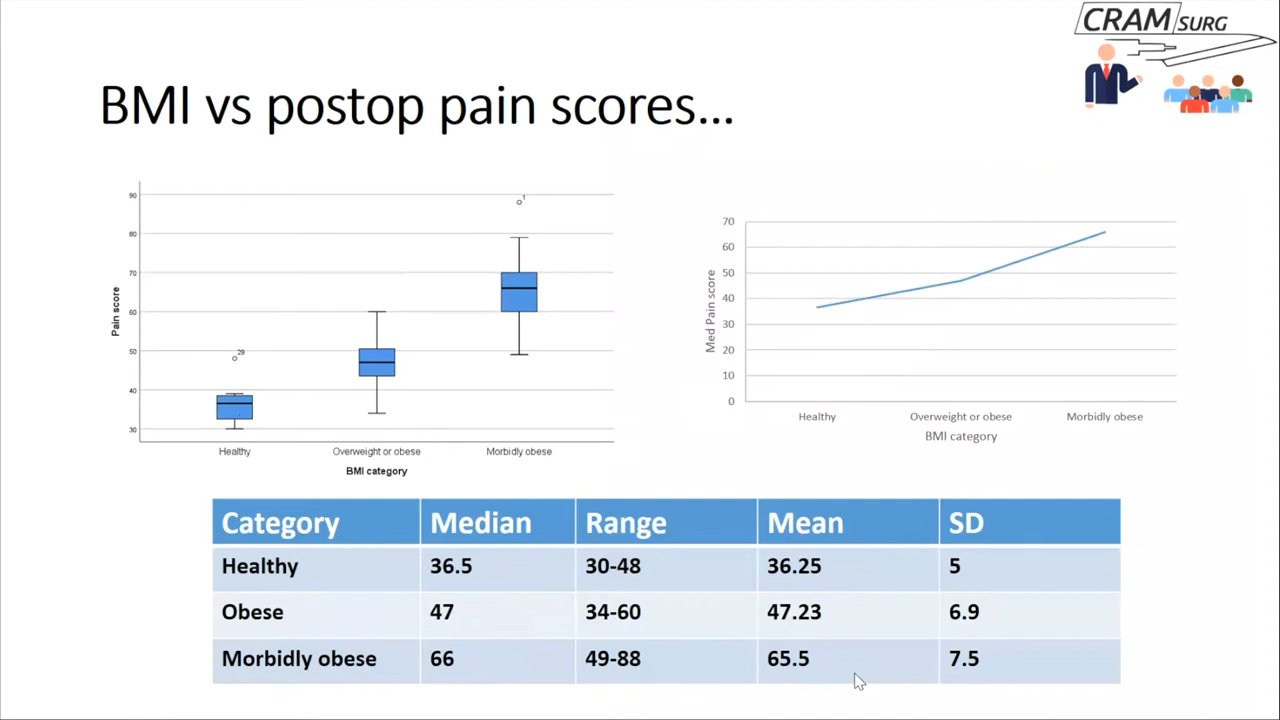 CRAM SURG
BMI vs postop pain scores...
90
80
70
60
50
40
30
Pain score
29
1
Healthy Overweight or obese Morbidly obese
BMI category
70
60
50
40
30
20
10
0
Med Pain score
Healthy Overweight or obese Morbidly obese
BMI category
Category Median Range Mean SD
Healthy 36.5 30-48 36.25 5
Obese 47 34-60 47.23 6.9
Morbidly obese 66 49-88 65.5 7.5